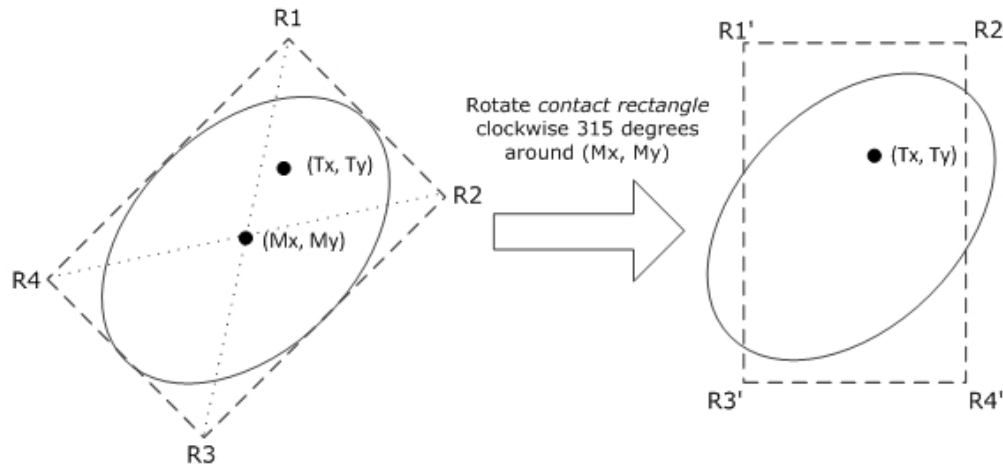 R1
(Tx, Ty)
R2
(Mx, My)
R4
R3
Rotate contact rectangle
clockwise 315 degrees
around (Mx, My)
R1'
R2
(Tx, Ty)
R3'
R4'